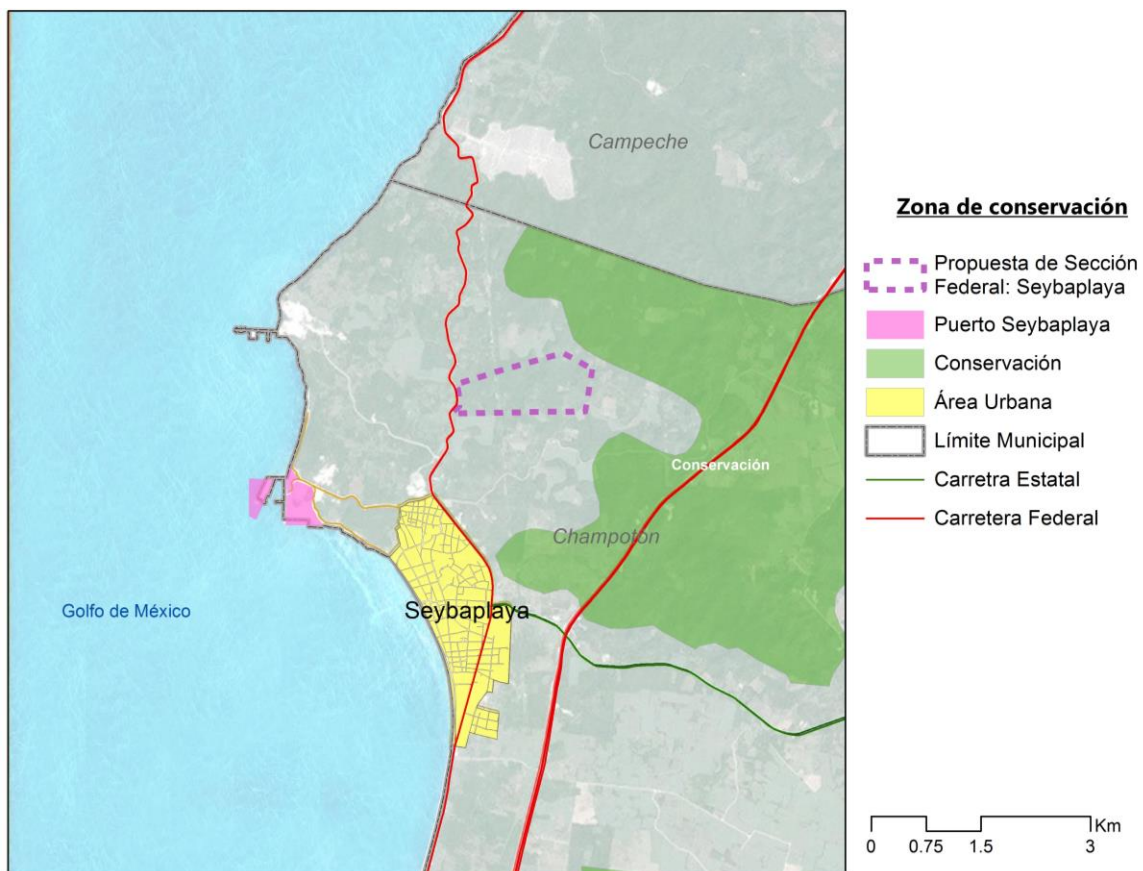 Campeche
Conservación
Champotón
Golfo de México
Seybaplaya
Zona de conservación
Propuesta de Sección
Federal: Seybaplaya
Puerto Seybaplaya
Conservación
Área Urbana
Límite Municipal
Carretra Estatal
Carretera Federal
Km
0 0.75 1.5 3